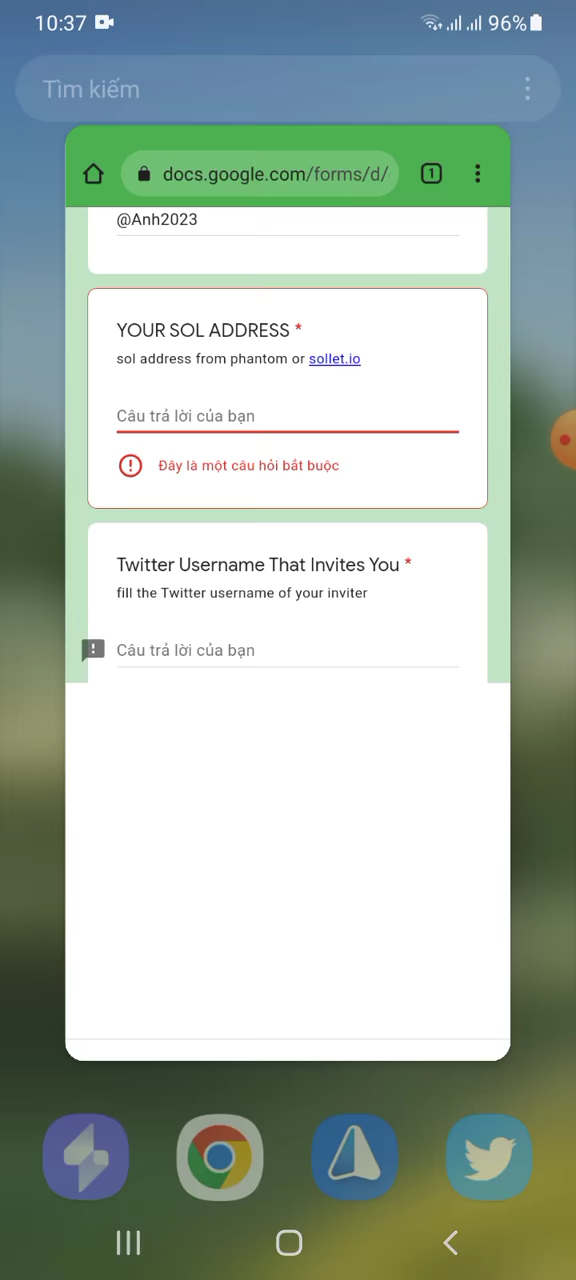 10:37
96%
Tìm kiếm
1
docs.google.com/forms/d/
@Anh2023
YOUR SOL ADDRESS *
sol address from phantom or sollet.io
Câu trả lời của bạn
Đây là một câu hỏi bắt buộc
Twitter Username That Invites You *
fill the Twitter username of your inviter
Câu trả lời của bạn